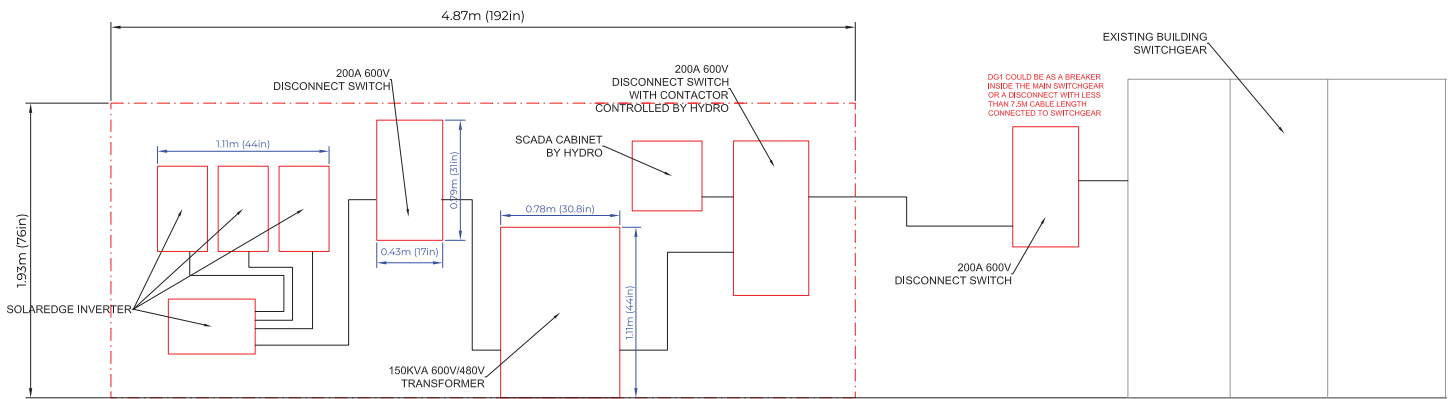 4.87m (192in)
EXISTING BUILDING
SWITCHGEAR
200A 600V
DISCONNECT SWITCH
200A 600V
DISCONNECT SWITCH
WITH CONTACTOR
CONTROLLED BY HYDRO
DG1 COULD BE AS A BREAKER
INSIDE THE MAIN SWITCHGEAR
OR A DISCONNECT WITH LESS
THAN 7,5M CABLE LENGTH
CONNECTED TO SWITCHGEAR
SCADA CABINET
BY HYDRO
1.11m (44in)
0.79m (31in)
0.78m (30.8in)
1.93m (76in)
0.43m (17in)
200A 600V
DISCONNECT SWITCH
SOLAREDGE INVERTER
1.11m (44in)
150KVA 600V/480V
TRANSFORMER